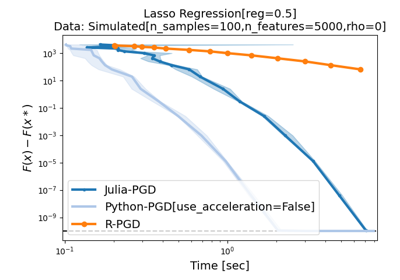 Lasso Regression[reg=0.5]
Data: Simulated[n_samples=100,n_features=5000,rho=0]
F(x) − F(x*)
10³
10¹
10⁻¹
10⁻³
10⁻⁵
10⁻⁷
10⁻⁹
Julia-PGD
Python-PGD[use_acceleration=False]
R-PGD
10⁻¹ 10⁰
Time [sec]